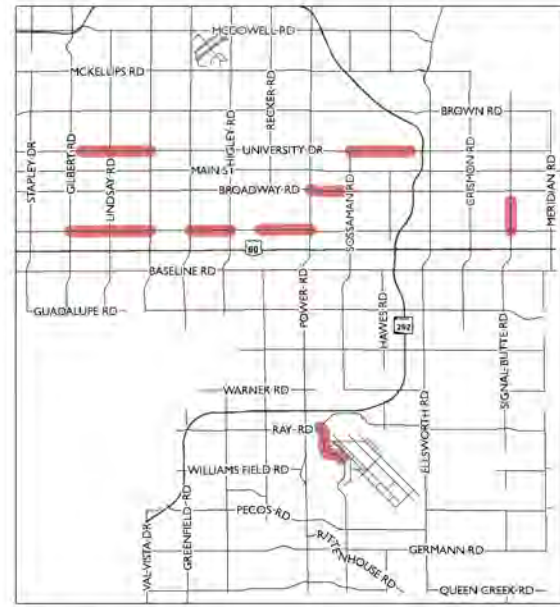 MCDOWELL RD
MCKELLIPS RD
BROWN RD
STAPLEY DR
GILBERT RD
LINDSAY RD
HIGLEY RD
RECKER RD
UNIVERSITY DR
MAIN ST
BROADWAY RD
SOSSAMAN RD
CRISMON RD
MERIDIAN RD
60
BASELINE RD
GUADALUPE RD
POWER RD
HAWES RD
202
SIGNAL BUTTE RD
WARNER RD
RAY RD
ELLSWORTH RD
WILLIAMS FIELD RD
PECOS RD
VAL VISTA DR
GREENFIELD RD
RITTENHOUSE RD
GERMANN RD
QUEEN CREEK RD